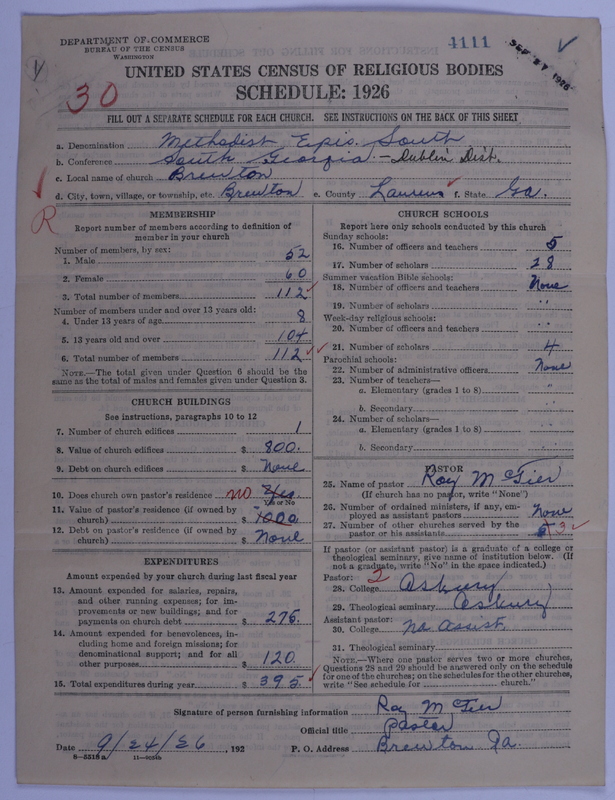 DEPARTMENT OF COMMERCE
BUREAU OF THE CENSUS
WASHINGTON
4111
SEP 27 1926
30
UNITED STATES CENSUS OF RELIGIOUS BODIES
SCHEDULE: 1926
FILL OUT A SEPARATE SCHEDULE FOR EACH CHURCH. SEE INSTRUCTIONS ON THE BACK OF THIS SHEET
a. Denomination Methodist Epis. South
b. Conference South Georgia - Dublin Dist.
c. Local name of church Brewton
d. City, town, village, or township, etc. Brewton e. County Laurens f. State Ga.
R
MEMBERSHIP
Report number of members according to definition of
member in your church
Number of members, by sex:
1. Male 52
2. Female 60
3. Total number of members 112
Number of members under and over 13 years old:
4. Under 13 years of age 8
5. 13 years old and over 104
6. Total number of members 112
NOTE.—The total given under Question 6 should be
same as the total of males and females given under Question 3.
CHURCH BUILDINGS
See instructions, paragraphs 10 to 12
7. Number of church edifices 1
8. Value of church edifices $ 800.
9. Debt on church edifices $ None
10. Does church own pastor's residence no Yes
Yes or No
11. Value of pastor's residence (if owned by
church) $ 1000
12. Debt on pastor's residence (if owned by
church) $ None
EXPENDITURES
Amount expended by your church during last fiscal year
13. Amount expended for salaries, repairs,
and other running expenses; for im-
provements or new buildings; and for
payments on church debt $ 275.
14. Amount expended for benevolences, in-
cluding home and foreign missions; for
denominational support; and for all
other purposes $ 120.
15. Total expenditures during year $ 395
CHURCH SCHOOLS
Report here only schools conducted by this church
Sunday schools:
16. Number of officers and teachers 5
17. Number of scholars 28
Summer vacation Bible schools:
18. Number of officers and teachers None
19. Number of scholars "
Week-day religious schools:
20. Number of officers and teachers "
21. Number of scholars 4
Parochial schools:
22. Number of administrative officers None
23. Number of teachers—
a. Elementary (grades 1 to 8) "
b. Secondary "
24. Number of scholars—
a. Elementary (grades 1 to 8) "
b. Secondary "
PASTOR
25. Name of pastor Roy McTier
(If church has no pastor, write "None")
26. Number of ordained ministers, if any, em-
ployed as assistant pastors None
27. Number of other churches served by the
pastor or his assistants 3
If pastor (or assistant pastor) is a graduate of a college or
theological seminary, give name of institution below. (If
not a graduate, write "No" in the space indicated.)
Pastor: 2
28. College Asbury
29. Theological seminary Asbury
Assistant pastor:
30. College no assist.
31. Theological seminary
NOTE.—Where one pastor serves two or more churches,
Questions 28 and 29 should be answered only on the schedule
for one of the churches; on the schedules for the other churches,
write "See schedule for church."
Signature of person furnishing information Roy McTier
Official title Pastor
Date 9/24/26, 192 P. O. Address Brewton Ga.